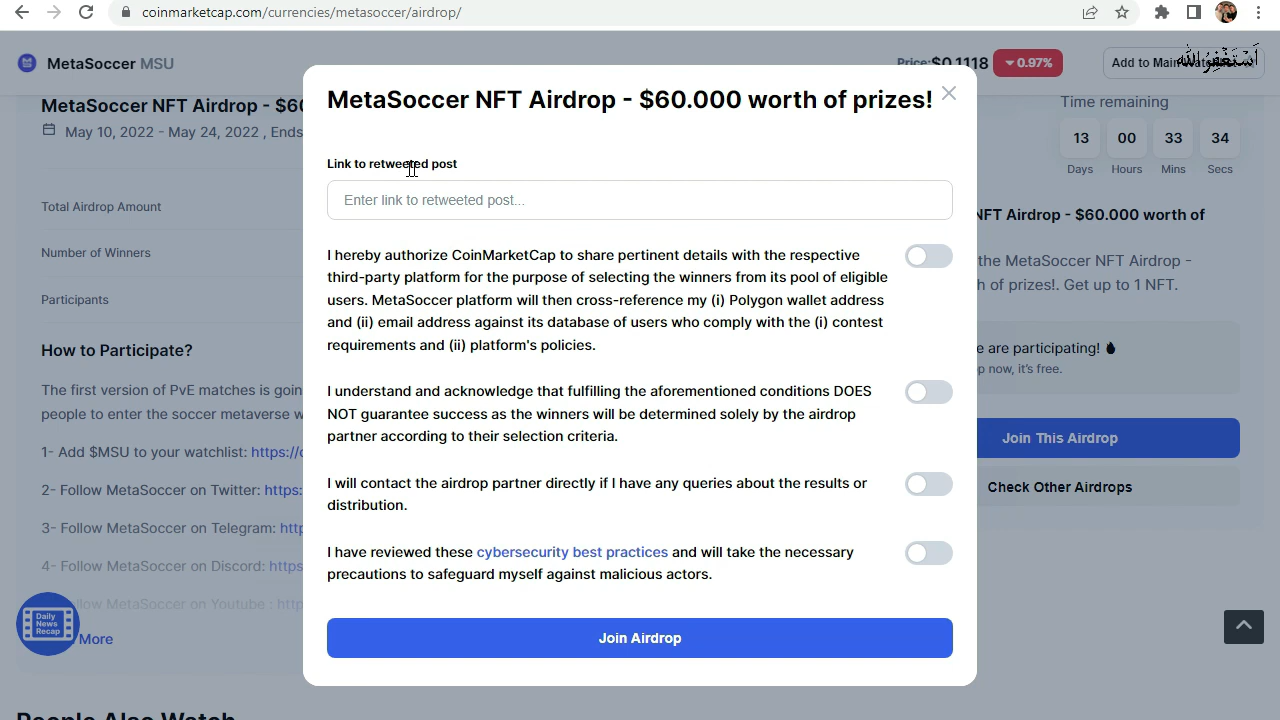 coinmarketcap.com/currencies/metasoccer/airdrop/
MetaSoccer MSU
Price:$0.1118
0.97%
Add to Main
أستغفر الله
MetaSoccer NFT Airdrop - $60
May 10, 2022 - May 24, 2022 , Ends
Total Airdrop Amount
Number of Winners
Participants
How to Participate?
The first version of PvE matches is goin
people to enter the soccer metaverse w
1- Add $MSU to your watchlist: https://
2- Follow MetaSoccer on Twitter: https:
3- Follow MetaSoccer on Telegram: htt
4- Follow MetaSoccer on Discord: https
low MetaSoccer on Youtube : http
Daily
News
Recap
More
People Also Watch
MetaSoccer NFT Airdrop - $60.000 worth of prizes!
Link to retweeted post
Enter link to retweeted post...
I hereby authorize CoinMarketCap to share pertinent details with the respective
third-party platform for the purpose of selecting the winners from its pool of eligible
users. MetaSoccer platform will then cross-reference my (i) Polygon wallet address
and (ii) email address against its database of users who comply with the (i) contest
requirements and (ii) platform's policies.
I understand and acknowledge that fulfilling the aforementioned conditions DOES
NOT guarantee success as the winners will be determined solely by the airdrop
partner according to their selection criteria.
I will contact the airdrop partner directly if I have any queries about the results or
distribution.
I have reviewed these cybersecurity best practices and will take the necessary
precautions to safeguard myself against malicious actors.
Join Airdrop
Time remaining
13 00 33 34
Days Hours Mins Secs
NFT Airdrop - $60.000 worth of
the MetaSoccer NFT Airdrop -
h of prizes!. Get up to 1 NFT.
e are participating!
p now, it's free.
Join This Airdrop
Check Other Airdrops